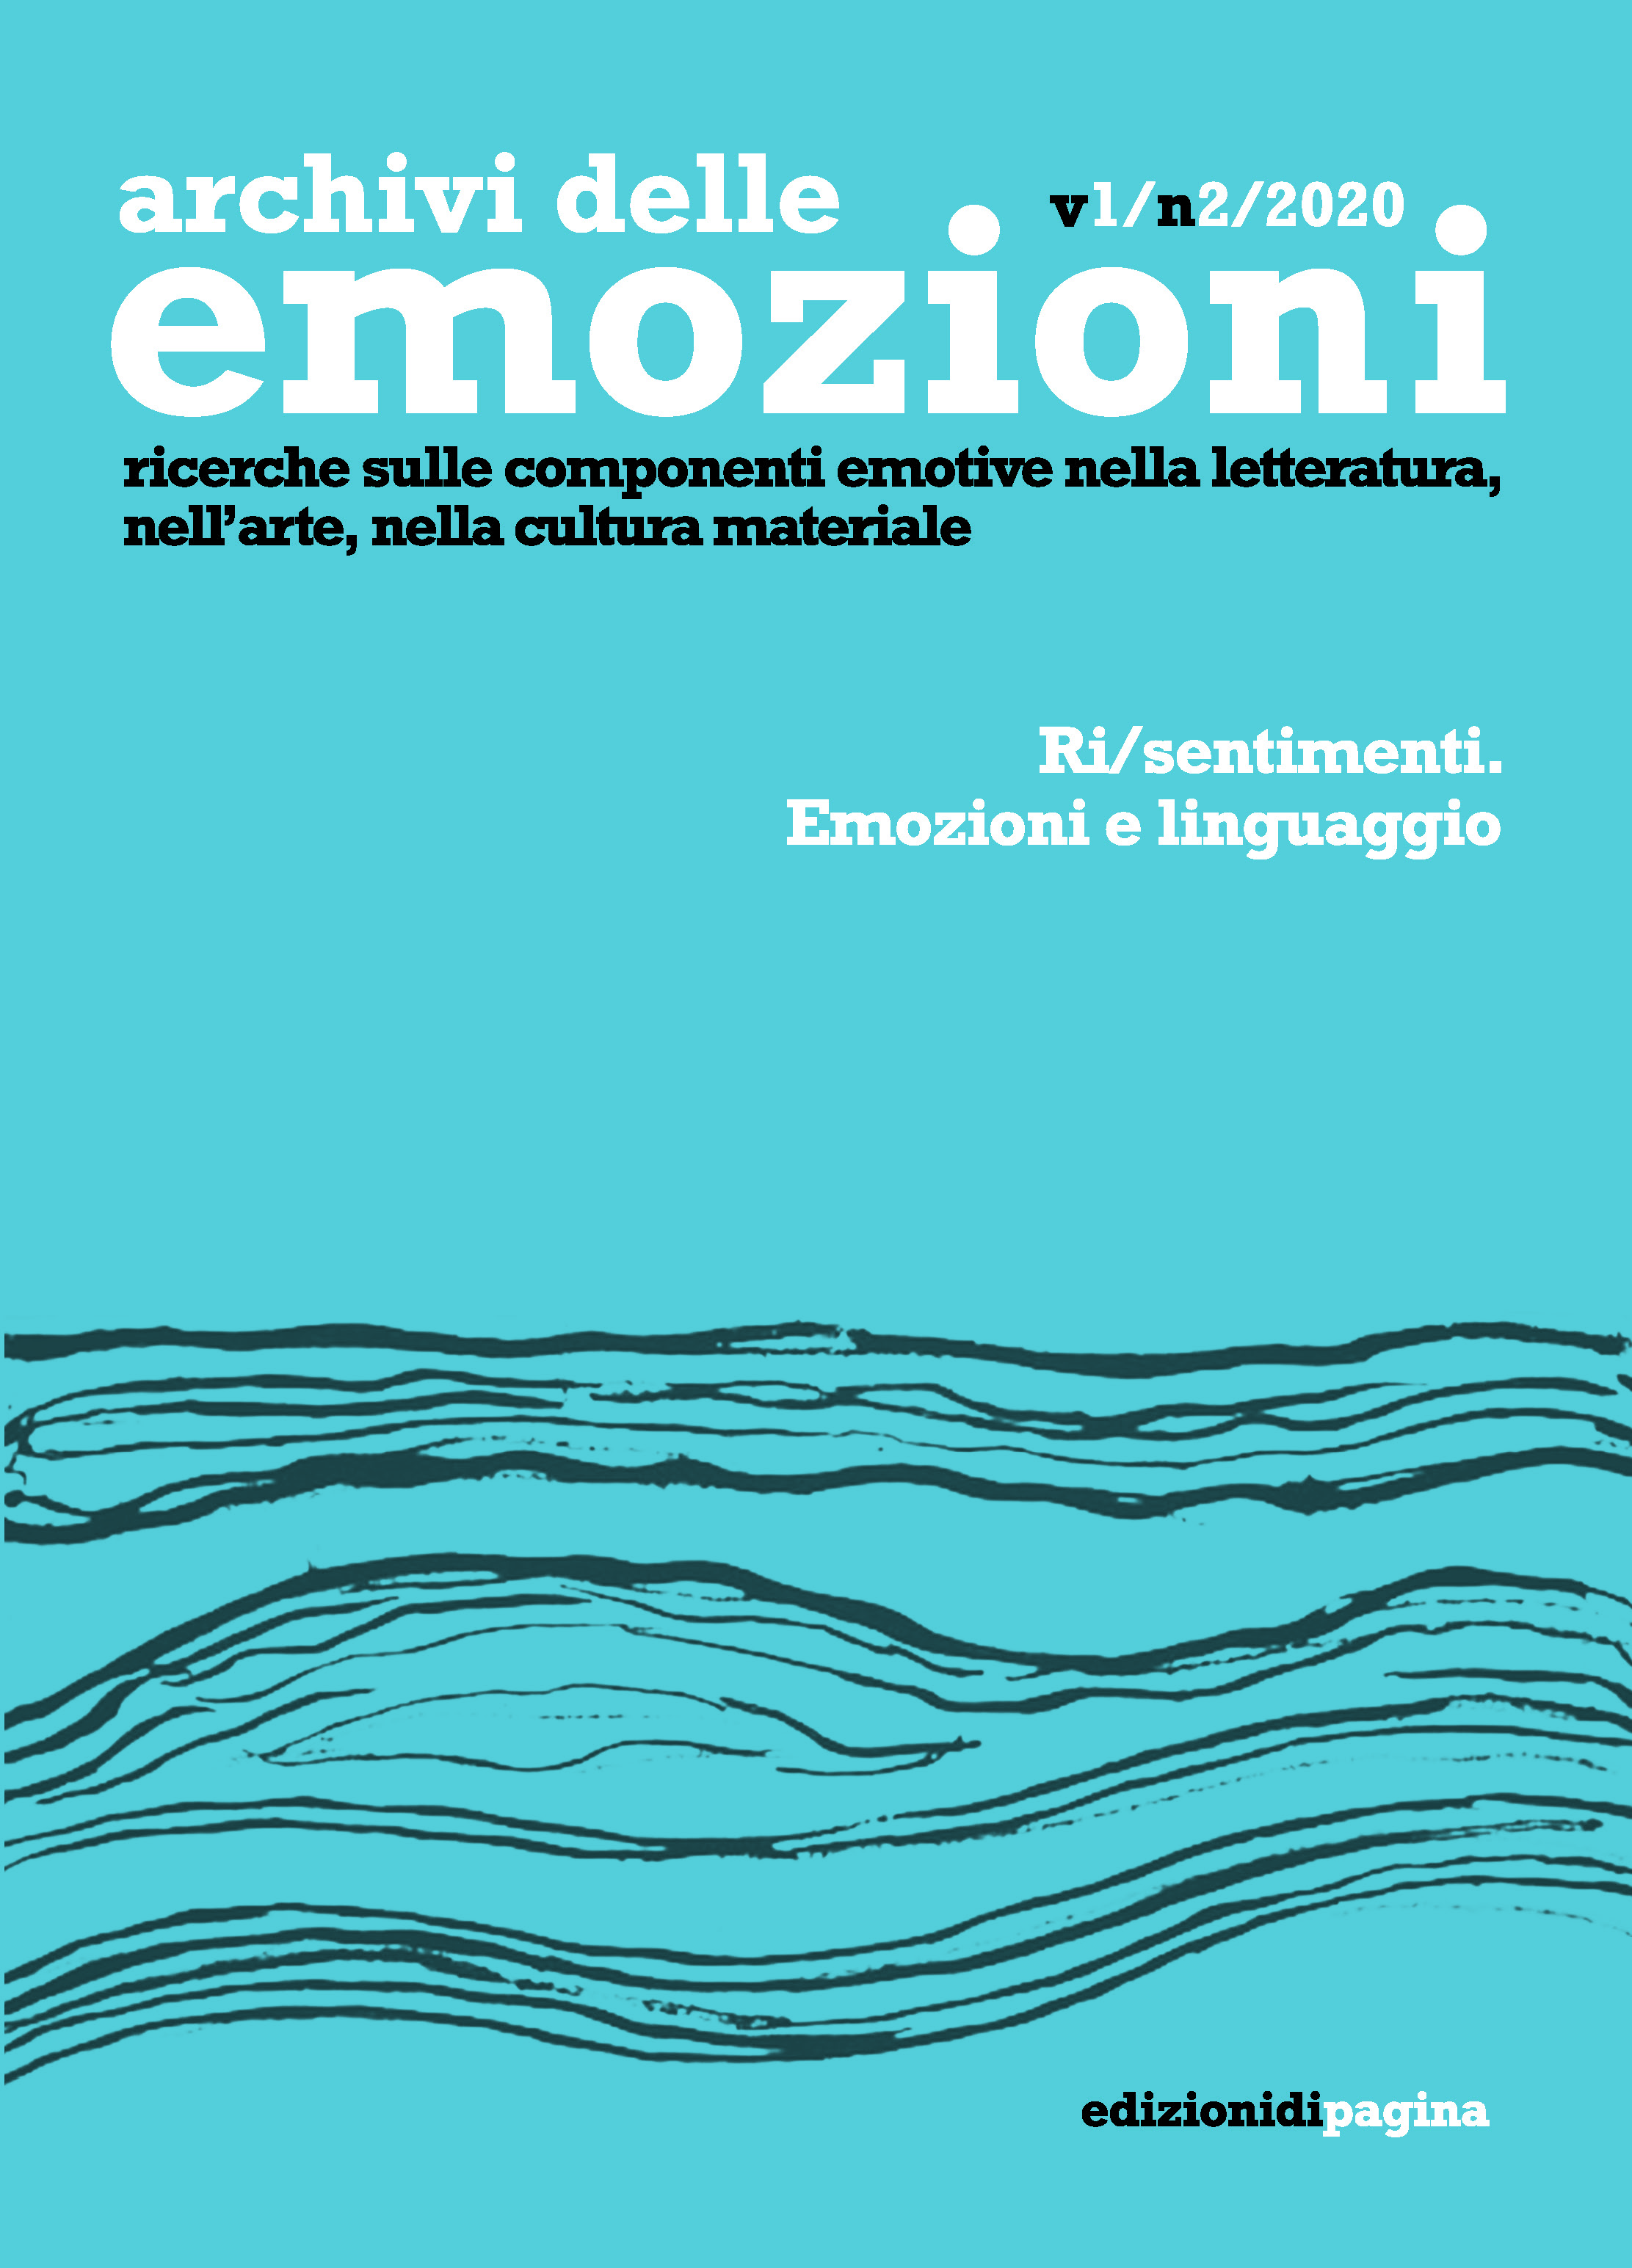 archivi delle
v1/n2/2020
emozioni
ricerche sulle componenti emotive nella letteratura,
nell’arte, nella cultura materiale
Ri/sentimenti.
Emozioni e linguaggio
edizionidipagina